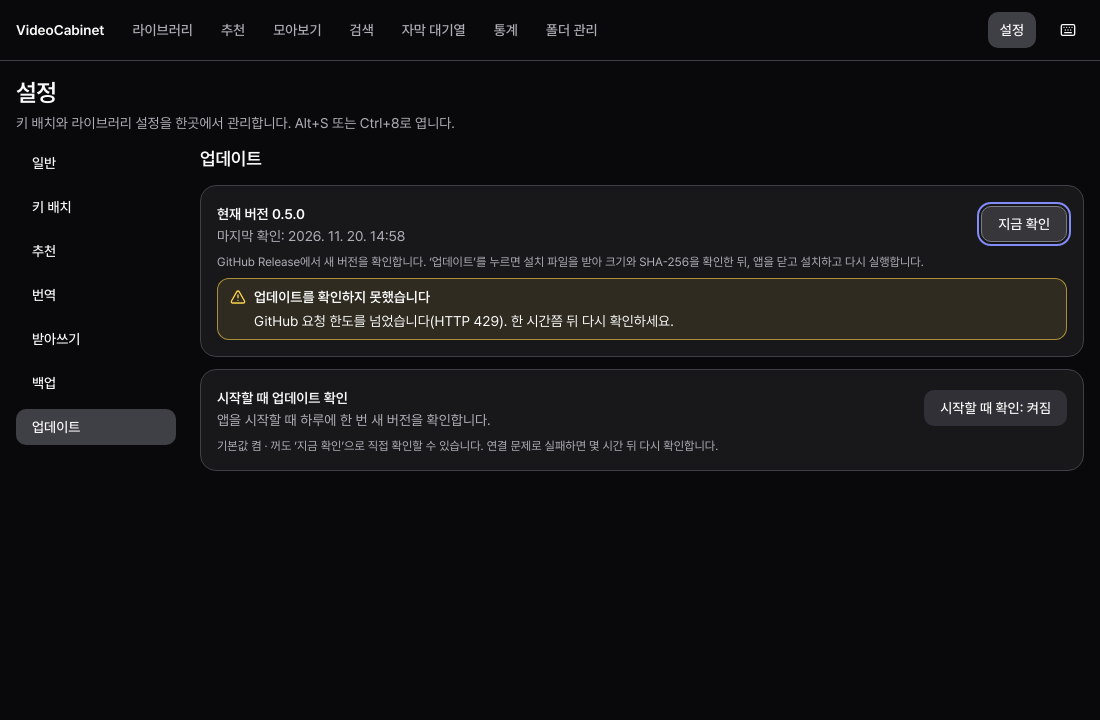 VideoCabinet 라이브러리 추천 모아보기 검색 자막 대기열 통계 폴더 관리 설정
설정
키 배치와 라이브러리 설정을 한곳에서 관리합니다. Alt+S 또는 Ctrl+8로 엽니다.
일반
키 배치
추천
번역
받아쓰기
백업
업데이트
업데이트
현재 버전 0.5.0
마지막 확인: 2026. 11. 20. 14:58
지금 확인
GitHub Release에서 새 버전을 확인합니다. ‘업데이트’를 누르면 설치 파일을 받아 크기와 SHA-256을 확인한 뒤, 앱을 닫고 설치하고 다시 실행합니다.
업데이트를 확인하지 못했습니다
GitHub 요청 한도를 넘었습니다(HTTP 429). 한 시간쯤 뒤 다시 확인하세요.
시작할 때 업데이트 확인
앱을 시작할 때 하루에 한 번 새 버전을 확인합니다.
시작할 때 확인: 켜짐
기본값 켬 · 꺼도 ‘지금 확인’으로 직접 확인할 수 있습니다. 연결 문제로 실패하면 몇 시간 뒤 다시 확인합니다.